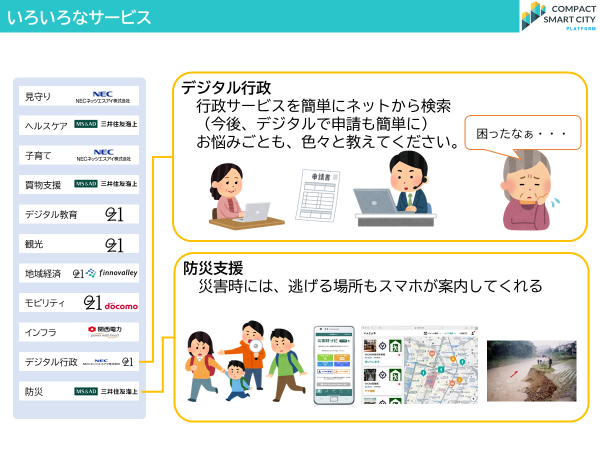 いろいろなサービス
COMPACT
SMART CITY
PLATFORM
見守り NEC
NECネッツエスアイ株式会社
ヘルスケア MS&AD 三井住友海上
子育て NEC
NECネッツエスアイ株式会社
買物支援 MS&AD 三井住友海上
デジタル教育 21
観光 21
地域経済 21 finnovalley
モビリティ 21 docomo
インフラ 関西電力
デジタル行政 NEC 21
防災 MS&AD 三井住友海上
デジタル行政
行政サービスを簡単にネットから検索
（今後、デジタルで申請も簡単に）
お悩みごとも、色々と教えてください。
困ったなぁ・・・
申請書
防災支援
災害時には、逃げる場所もスマホが案内してくれる